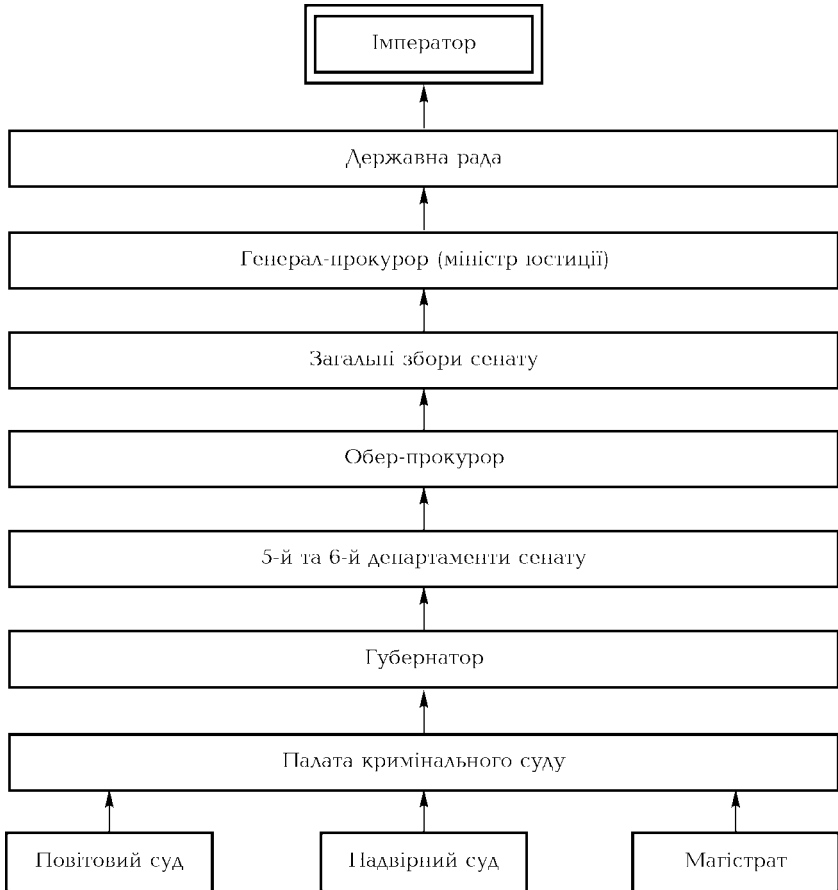 Імператор
Державна рада
Генерал-прокурор (міністр юстиції)
Загальні збори сенату
Обер-прокурор
5-й та 6-й департаменти сенату
Губернатор
Палата кримінального суду
Повітовий суд
Надвірний суд
Магістрат